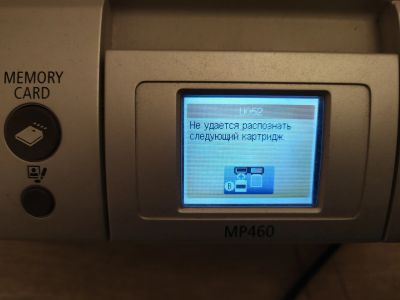 MEMORY
CARD
U052
Не удается распознать
следующий картридж.
B
MP460